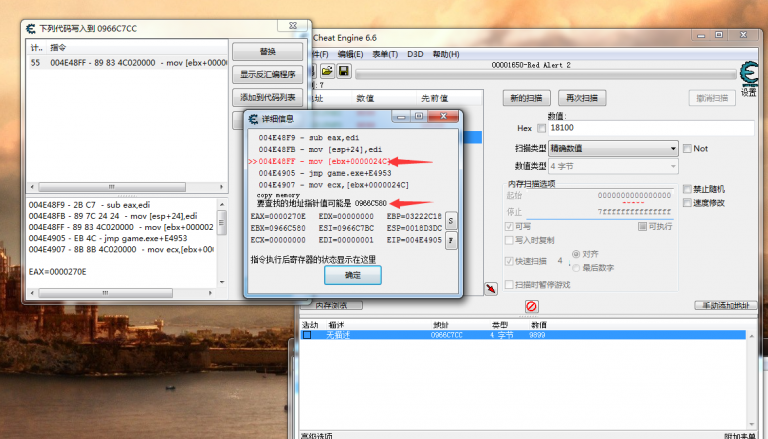 下列代码写入到 0966C7CC
计..
指令
55 004E48FF - 89 83 4C020000 - mov [ebx+0000024C
替换
显示反汇编程序
添加到代码列表
004E48F9 - 2B C7 - sub eax,edi
004E48FB - 89 7C 24 24 - mov [esp+24],edi
004E48FF - 89 83 4C020000 - mov [ebx+000002
004E4905 - EB 4C - jmp game.exe+E4953
004E4907 - 8B 8B 4C020000 - mov ecx,[ebx+00
EAX=0000270E
详细信息
004E48F9 - sub eax,edi
004E48FB - mov [esp+24],edi
>>004E48FF - mov [ebx+0000024C]
004E4905 - jmp game.exe+E4953
004E4907 - mov ecx,[ebx+0000024C]
copy memory
要查找的地址指针值可能是 0966C580
EAX=0000270E EDX=00000000 EBP=03222C18
EBX=0966C580 ESI=0966C7BC ESP=0018D3DC
ECX=00000000 EDI=00000001 EIP=004E4905
S
F
指令执行后寄存器的状态显示在这里
确定
Cheat Engine 6.6
编辑(E) 表单(T) D3D 帮助(H)
00001650-Red Alert 2
设置
数值
先前值
新的扫描
再次扫描
撤消扫描
数值:
Hex
18100
扫描类型
精确数值
Not
数值类型
4 字节
内存扫描选项
起始
0000000000000000
停止
7fffffffffffffff
可写
可执行
写入时复制
快速扫描
4
对齐
最后数字
扫描时暂停游戏
禁止随机
速度修改
内存浏览
手动添加地址
描述
地址
类型
数值
无描述
0966C7CC
4 字节
9899
高级选项
附加表单